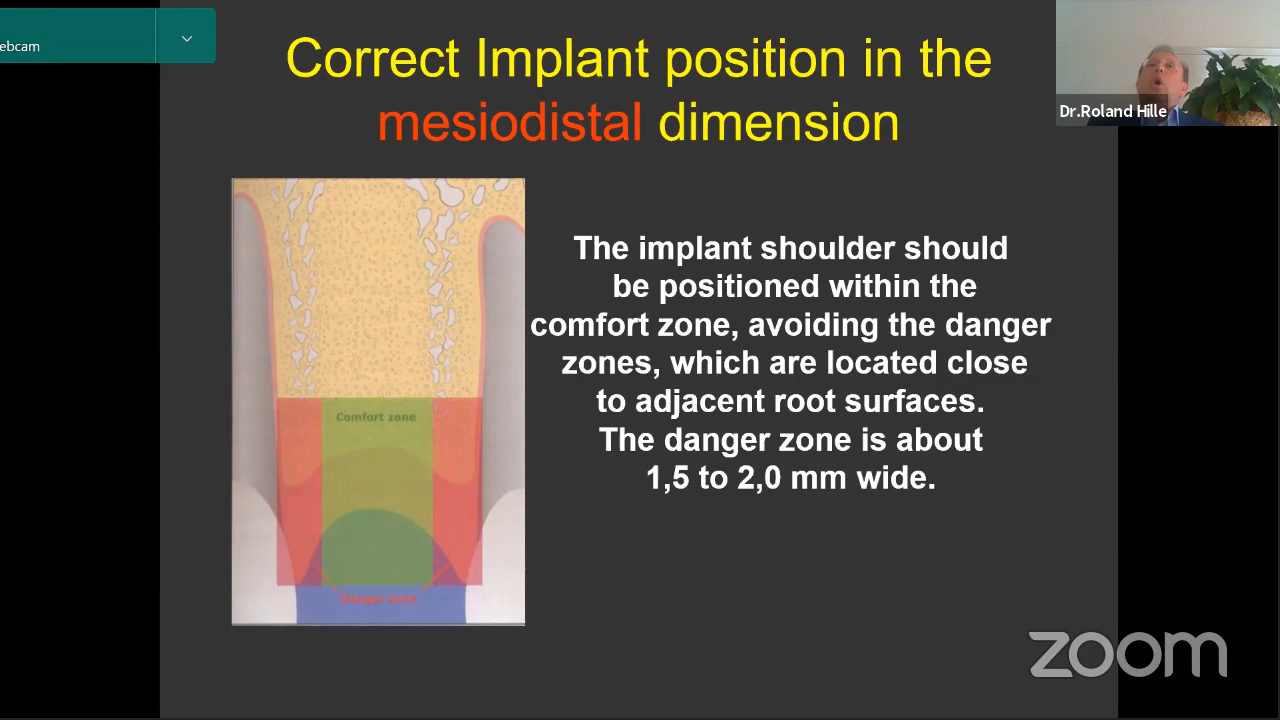 ebcam
Correct Implant position in the
mesiodistal dimension
Dr.Roland Hille
The implant shoulder should
be positioned within the
comfort zone, avoiding the danger
zones, which are located close
to adjacent root surfaces.
The danger zone is about
1,5 to 2,0 mm wide.
Comfort zone
Danger zone
zoom